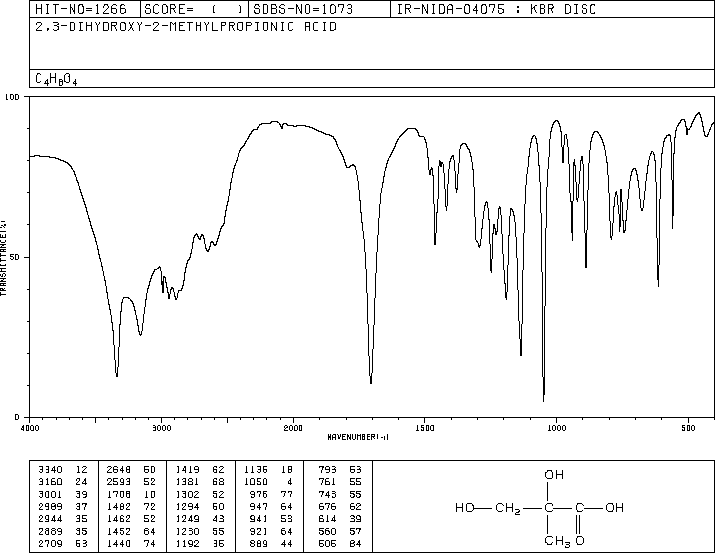 HIT-NO=1266 SCORE= ( ) SDBS-NO=1073 IR-NIDA-04075 : KBR DISC
2,3-DIHYDROXY-2-METHYLPROPIONIC ACID
C4H8O4
100
TRANSMITTANCE(%)
50
0
4000 3000 2000 1500 1000 500
WAVENUMBER(-1)
3340 12 2648 50 1419 62 1136 18 793 53
3160 24 2593 52 1381 68 1050 4 761 55
3001 39 1708 10 1302 52 976 77 743 55
2989 37 1482 72 1294 50 947 64 676 62
2944 35 1462 52 1249 43 941 53 614 39
2889 35 1452 64 1230 55 921 64 560 57
2709 53 1440 74 1192 35 889 44 505 84
OH
HO—CH2—C—C—OH
CH3 O